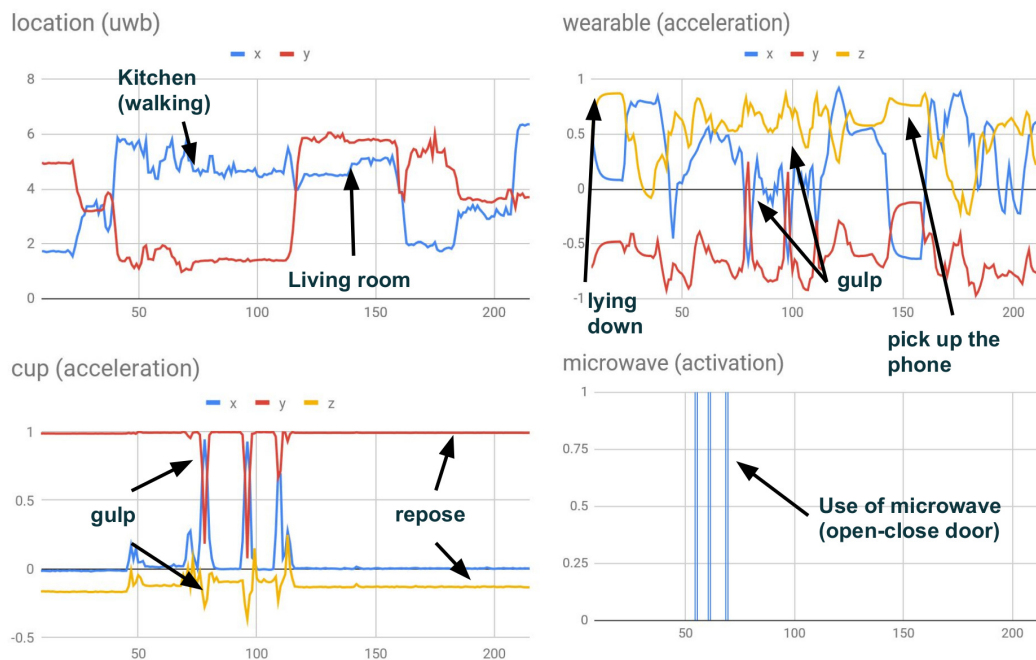 location (uwb)
x y
8
6
4
2
0
50 100 150 200
Kitchen
(walking)
Living room
wearable (acceleration)
x y z
1
0.5
0
-0.5
-1
50 100 150 200
lying
down
gulp
pick up the
phone
cup (acceleration)
x y z
1
0.5
0
-0.5
50 100 150 200
gulp
repose
microwave (activation)
1
0.75
0.5
0.25
0
50 100 150 200
Use of microwave
(open-close door)